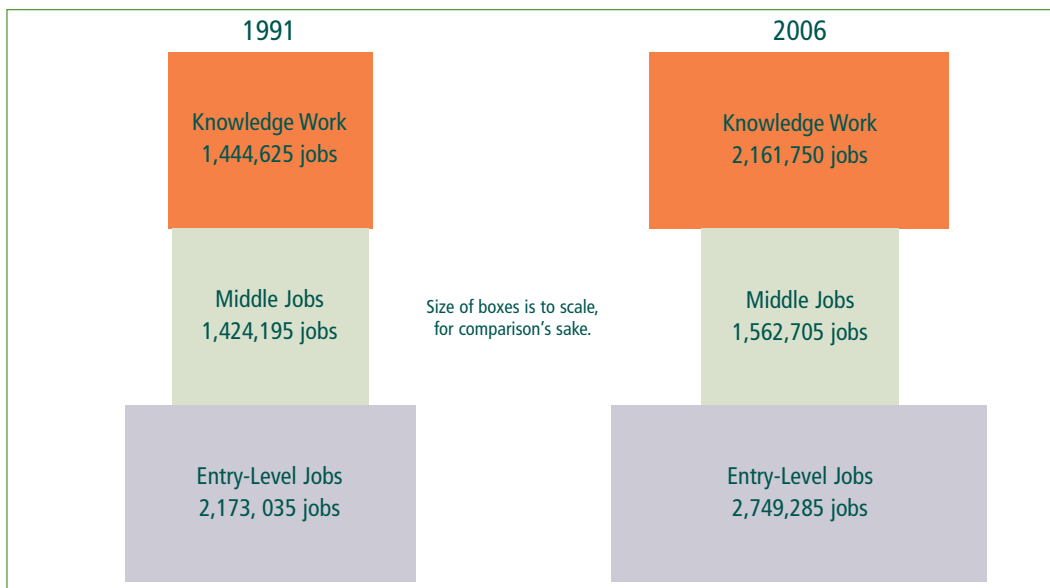 1991
Knowledge Work
1,444,625 jobs
Middle Jobs
1,424,195 jobs
Entry-Level Jobs
2,173, 035 jobs
Size of boxes is to scale,
for comparison's sake.
2006
Knowledge Work
2,161,750 jobs
Middle Jobs
1,562,705 jobs
Entry-Level Jobs
2,749,285 jobs